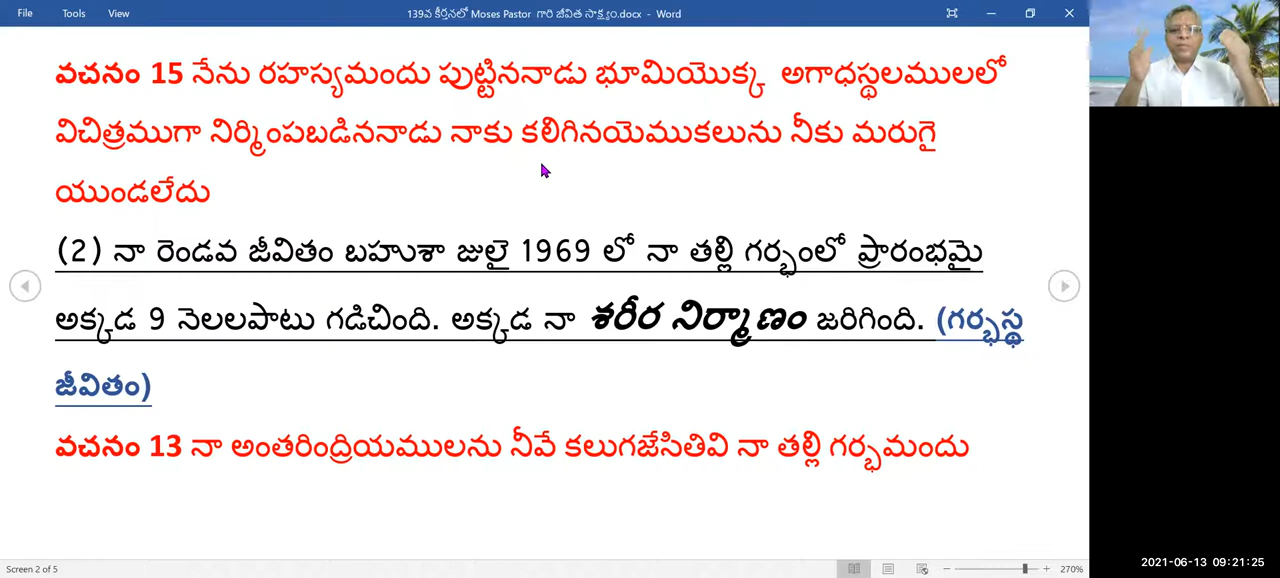 File Tools View 139వ కీర్తనలో Moses Pastor గారి జీవిత సాక్ష్యం.docx - Word
వచనం 15 నేను రహస్యమందు పుట్టిననాడు భూమియొక్క అగాధస్థలములలో
విచిత్రముగా నిర్మింపబడిననాడు నాకు కలిగినయెముకలును నీకు మరుగై
యుండలేదు
(2) నా రెండవ జీవితం బహుశా జులై 1969 లో నా తల్లి గర్భంలో ప్రారంభమై
అక్కడ 9 నెలలపాటు గడిచింది. అక్కడ నా శరీర నిర్మాణం జరిగింది. (గర్భస్థ
జీవితం)
వచనం 13 నా అంతరింద్రియములను నీవే కలుగజేసితివి నా తల్లి గర్భమందు
2021-06-13 09:21:25
Screen 2 of 5 270%